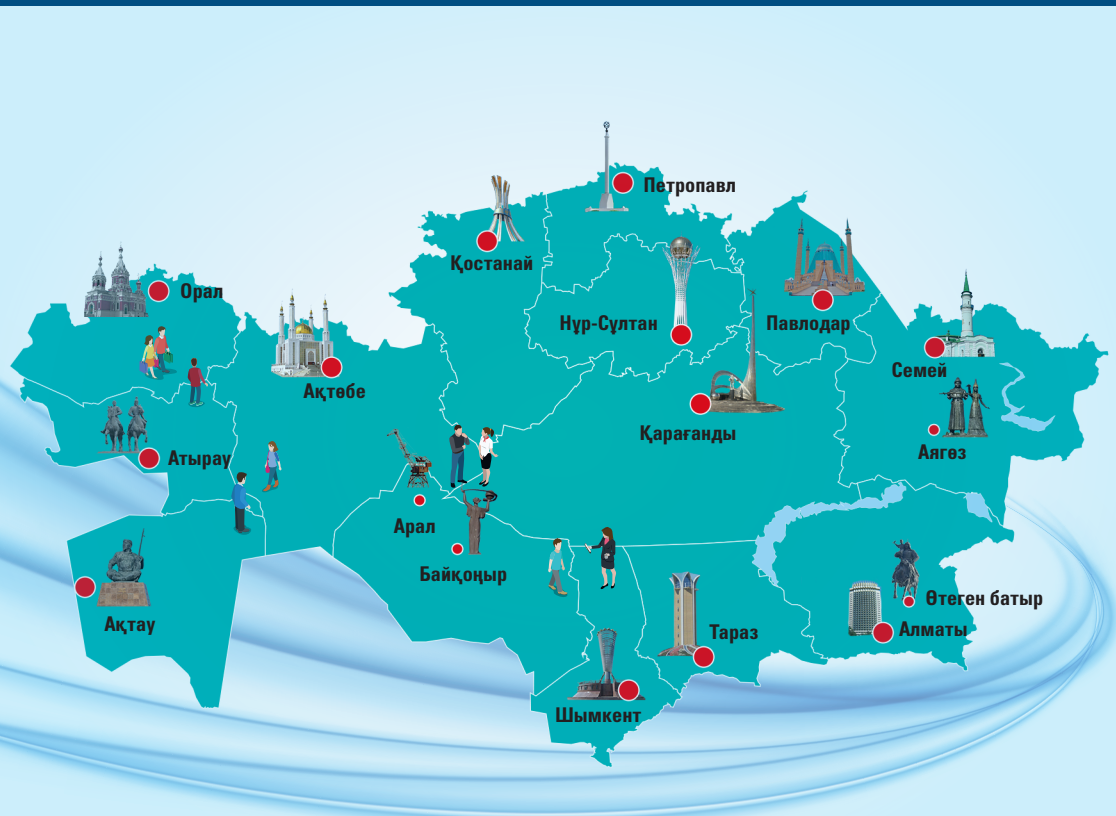 Петропавл
Қостанай
Орал
Нұр-Сұлтан
Павлодар
Семей
Ақтөбе
Қарағанды
Аягөз
Атырау
Арал
Байқоңыр
Өтеген батыр
Ақтау
Тараз
Алматы
Шымкент